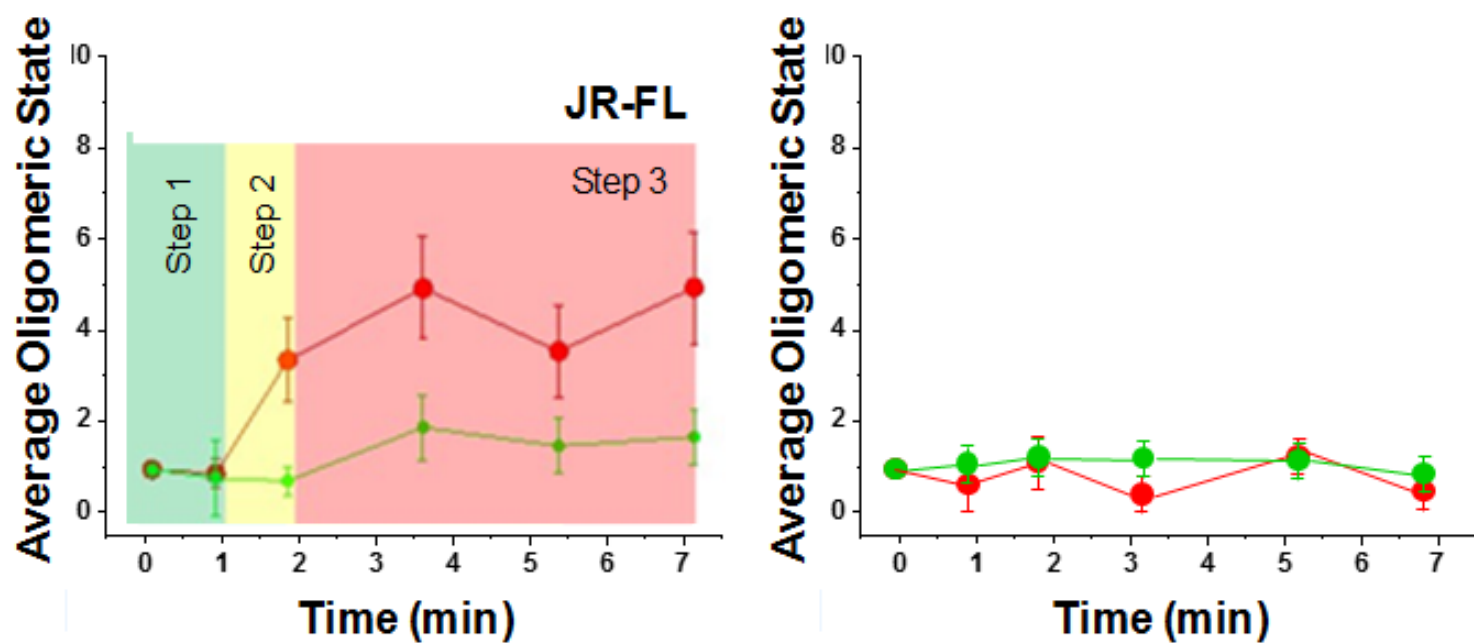 Average Oligomeric State
10
8
6
4
2
0
JR-FL
Step 1
Step 2
Step 3
0 1 2 3 4 5 6 7
Time (min)
Average Oligomeric State
10
8
6
4
2
0
0 1 2 3 4 5 6 7
Time (min)